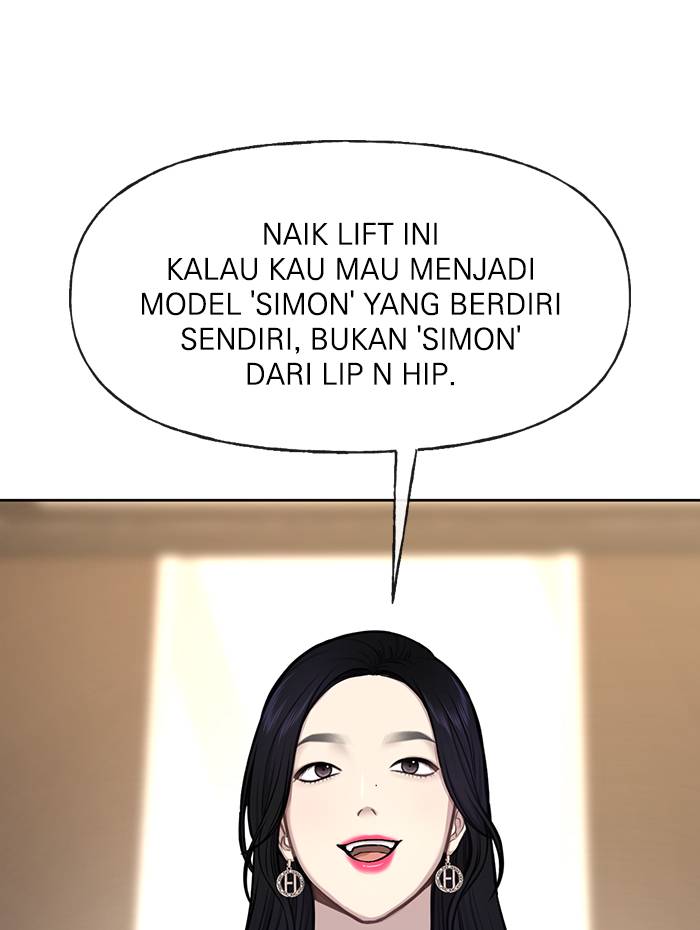 NAIK LIFT INI
KALAU KAU MAU MENJADI
MODEL 'SIMON' YANG BERDIRI
SENDIRI, BUKAN 'SIMON'
DARI LIP N HIP.